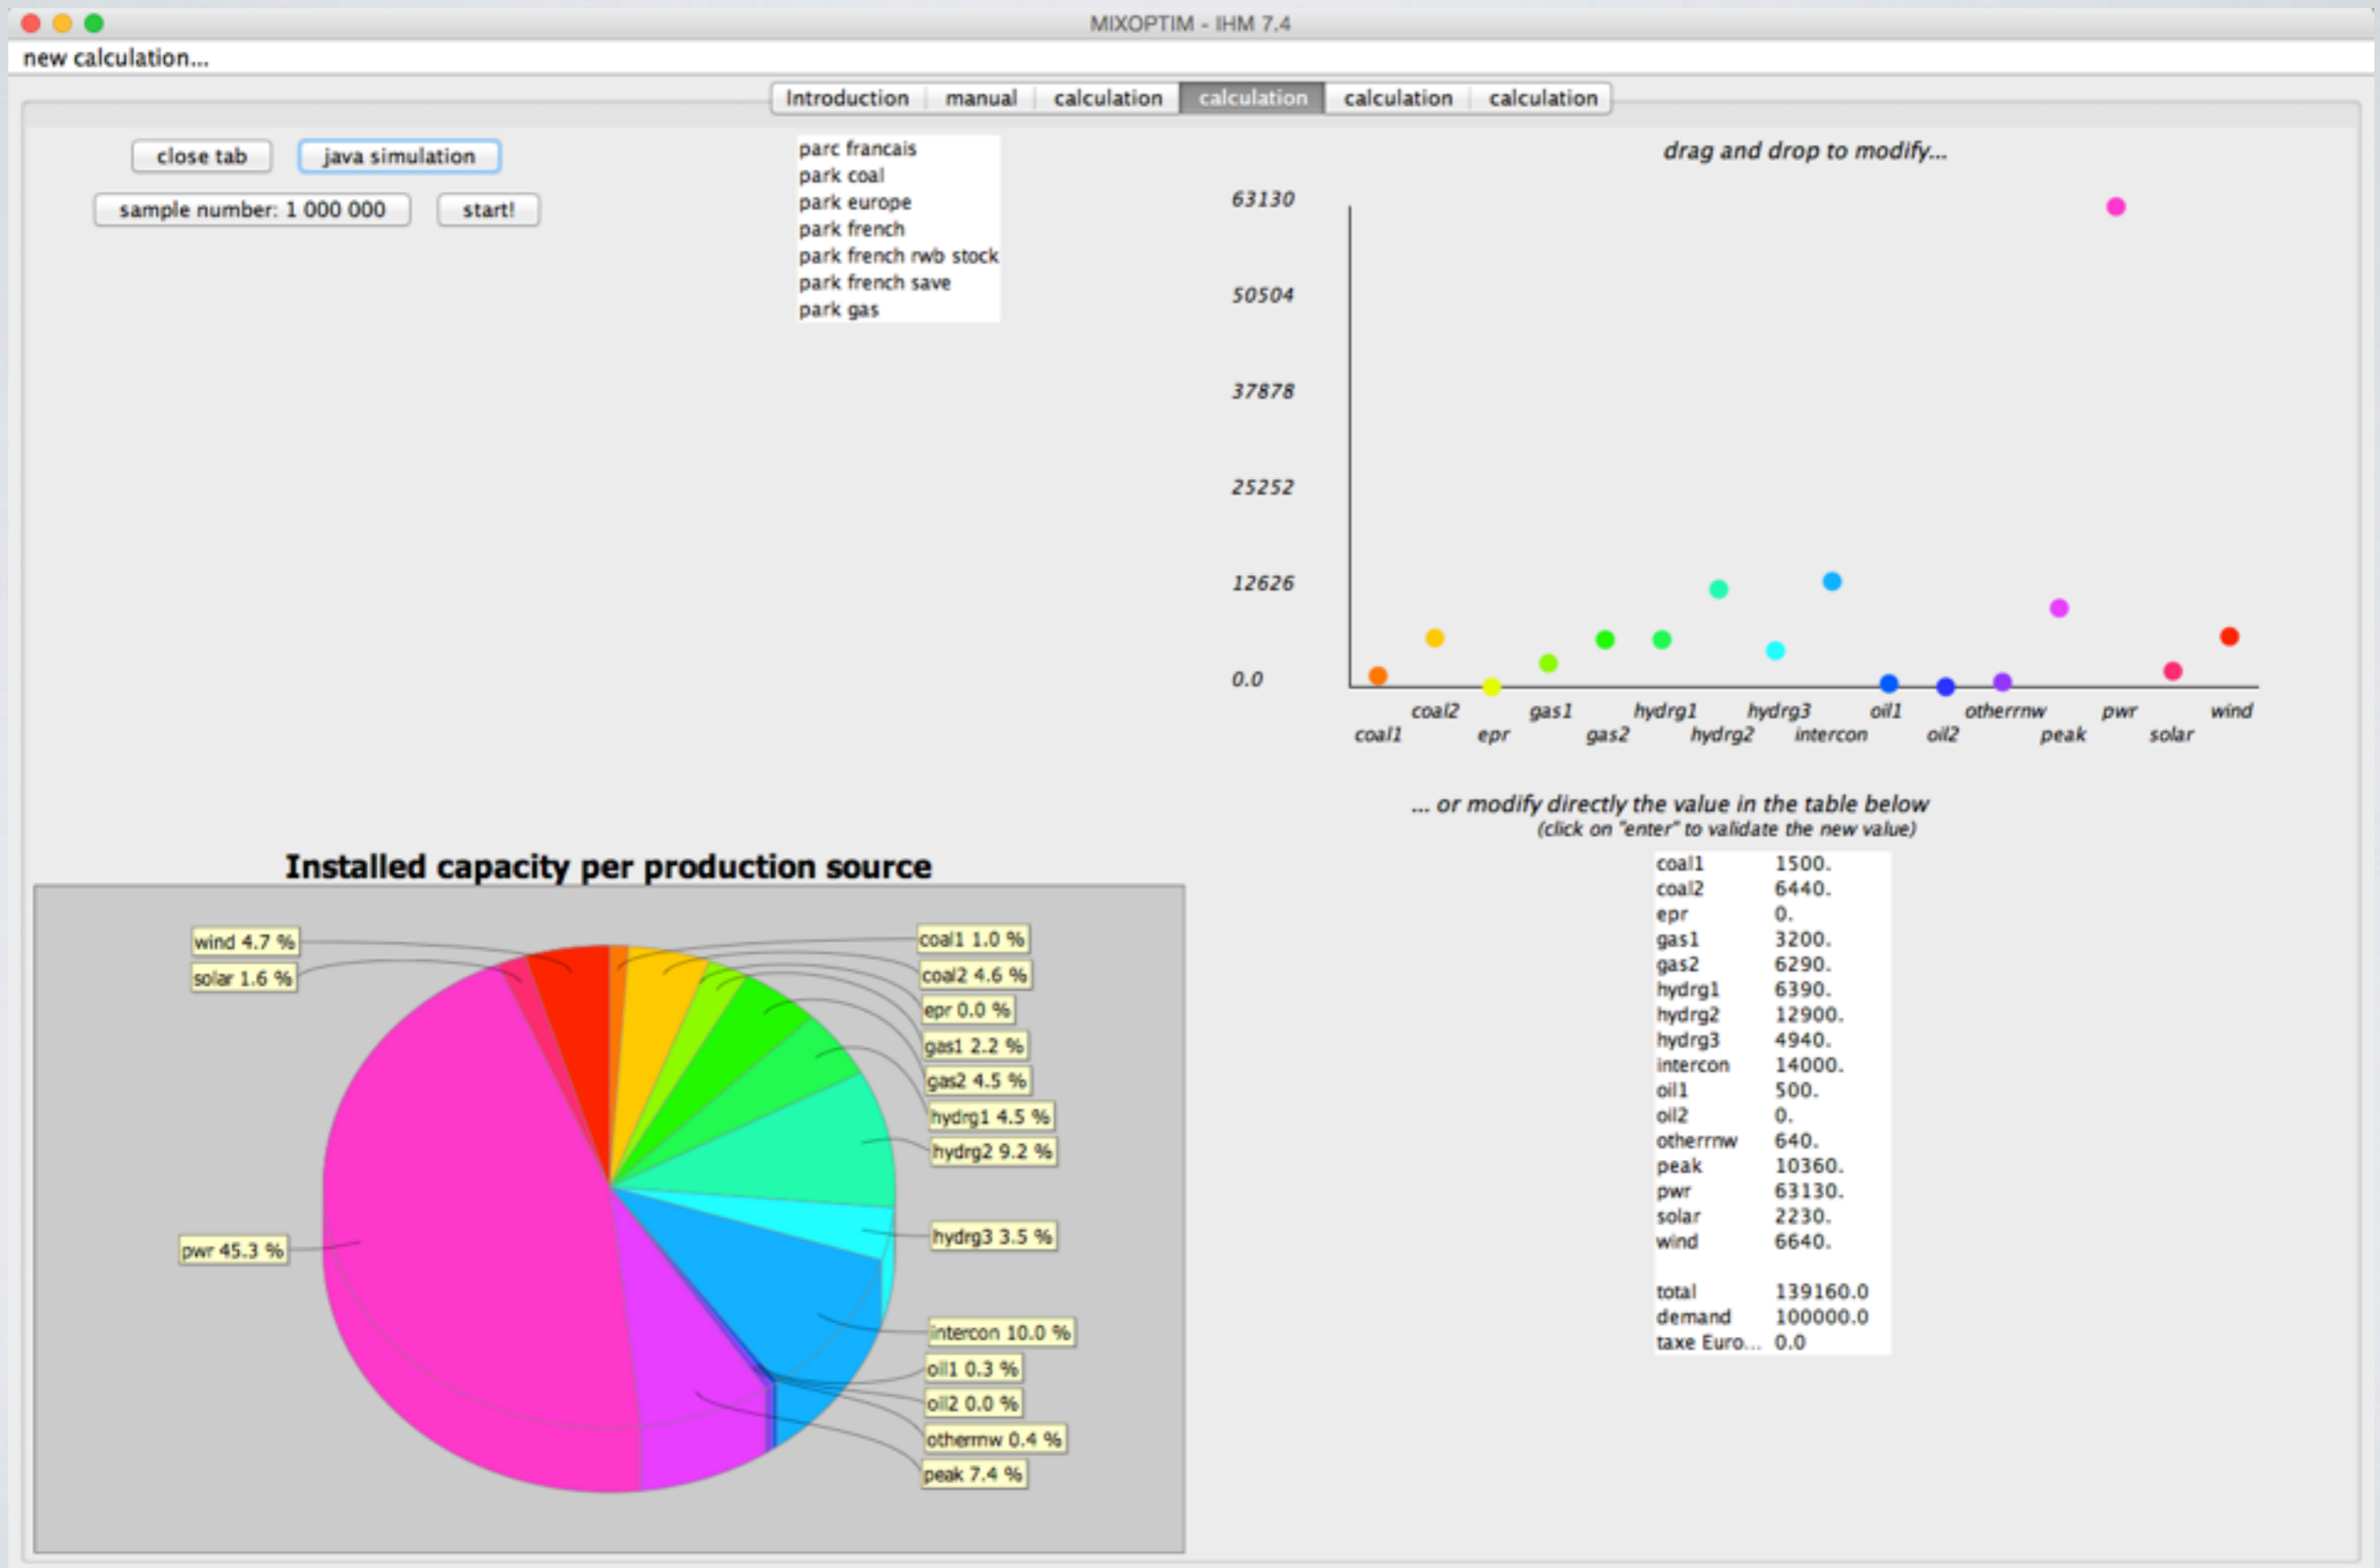 MIXOPTIM - IHM 7.4
new calculation...
Introduction manual calculation calculation calculation calculation
close tab java simulation
sample number: 1 000 000 start!
parc francais
park coal
park europe
park french
park french rwb stock
park french save
park gas
drag and drop to modify...
63130
50504
37878
25252
12626
0.0
coal2 gas1 hydrg1 hydrg3 oil1 otherrnw pwr wind
coal1 epr gas2 hydrg2 intercon oil2 peak solar
... or modify directly the value in the table below
(click on "enter" to validate the new value)
coal1 1500.
coal2 6440.
epr 0.
gas1 3200.
gas2 6290.
hydrg1 6390.
hydrg2 12900.
hydrg3 4940.
intercon 14000.
oil1 500.
oil2 0.
otherrnw 640.
peak 10360.
pwr 63130.
solar 2230.
wind 6640.
total 139160.0
demand 100000.0
taxe Euro... 0.0
Installed capacity per production source
wind 4.7 %
solar 1.6 %
pwr 45.3 %
coal1 1.0 %
coal2 4.6 %
epr 0.0 %
gas1 2.2 %
gas2 4.5 %
hydrg1 4.5 %
hydrg2 9.2 %
hydrg3 3.5 %
intercon 10.0 %
oil1 0.3 %
oil2 0.0 %
otherrnw 0.4 %
peak 7.4 %